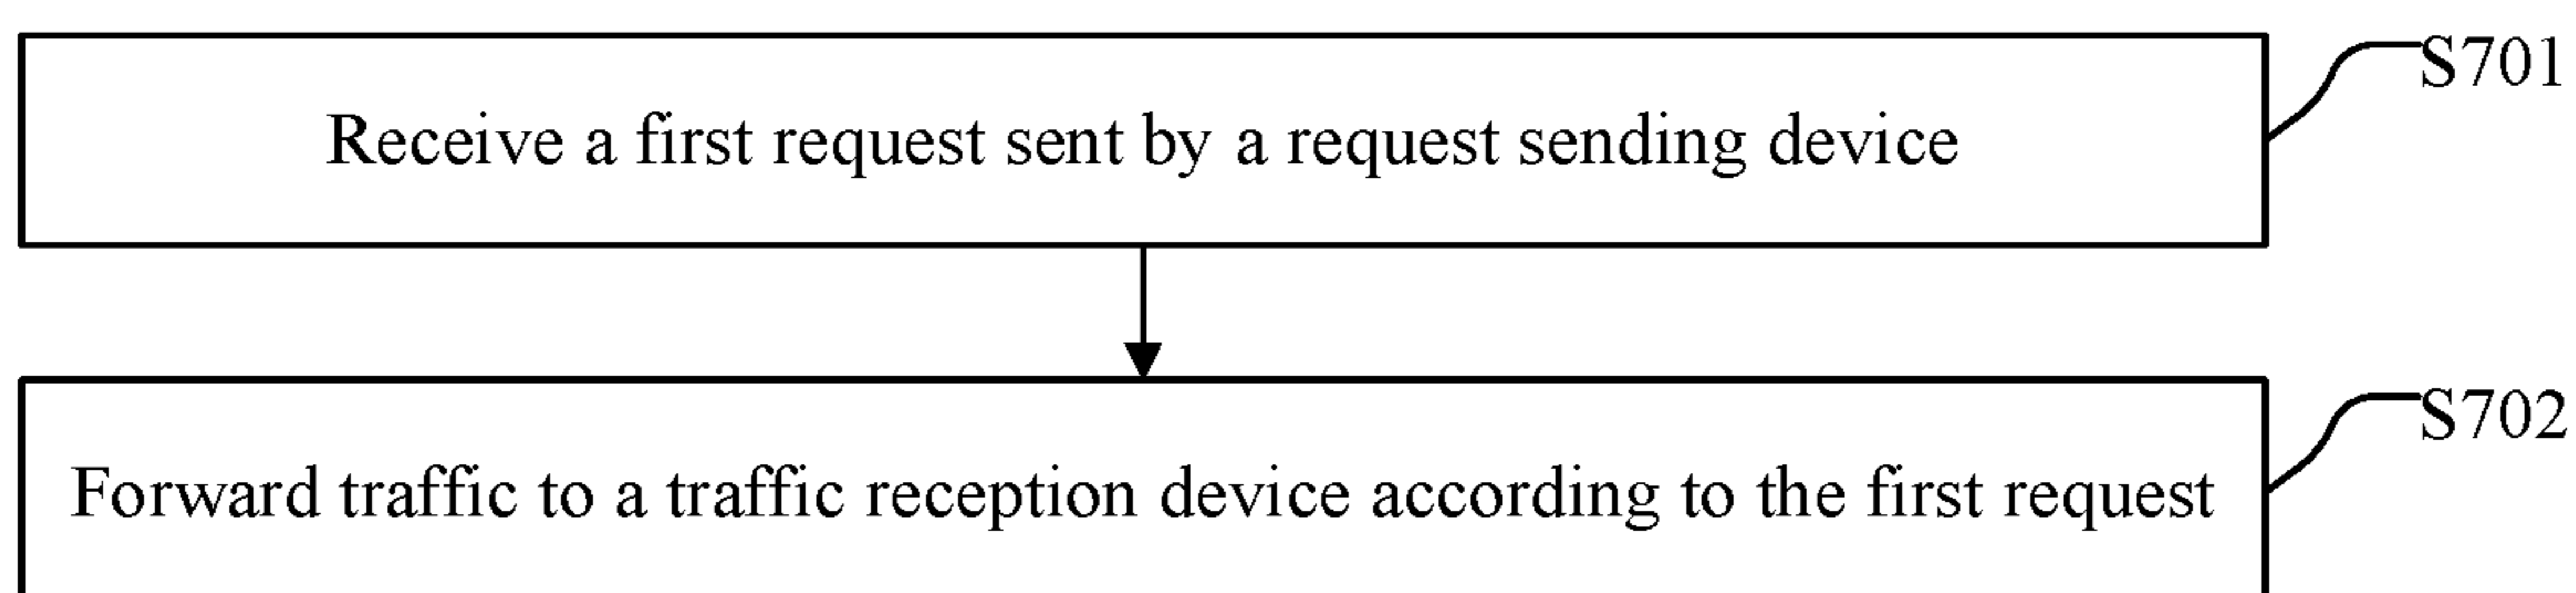 S701
Receive a first request sent by a request sending device
S702
Forward traffic to a traffic reception device according to the first request